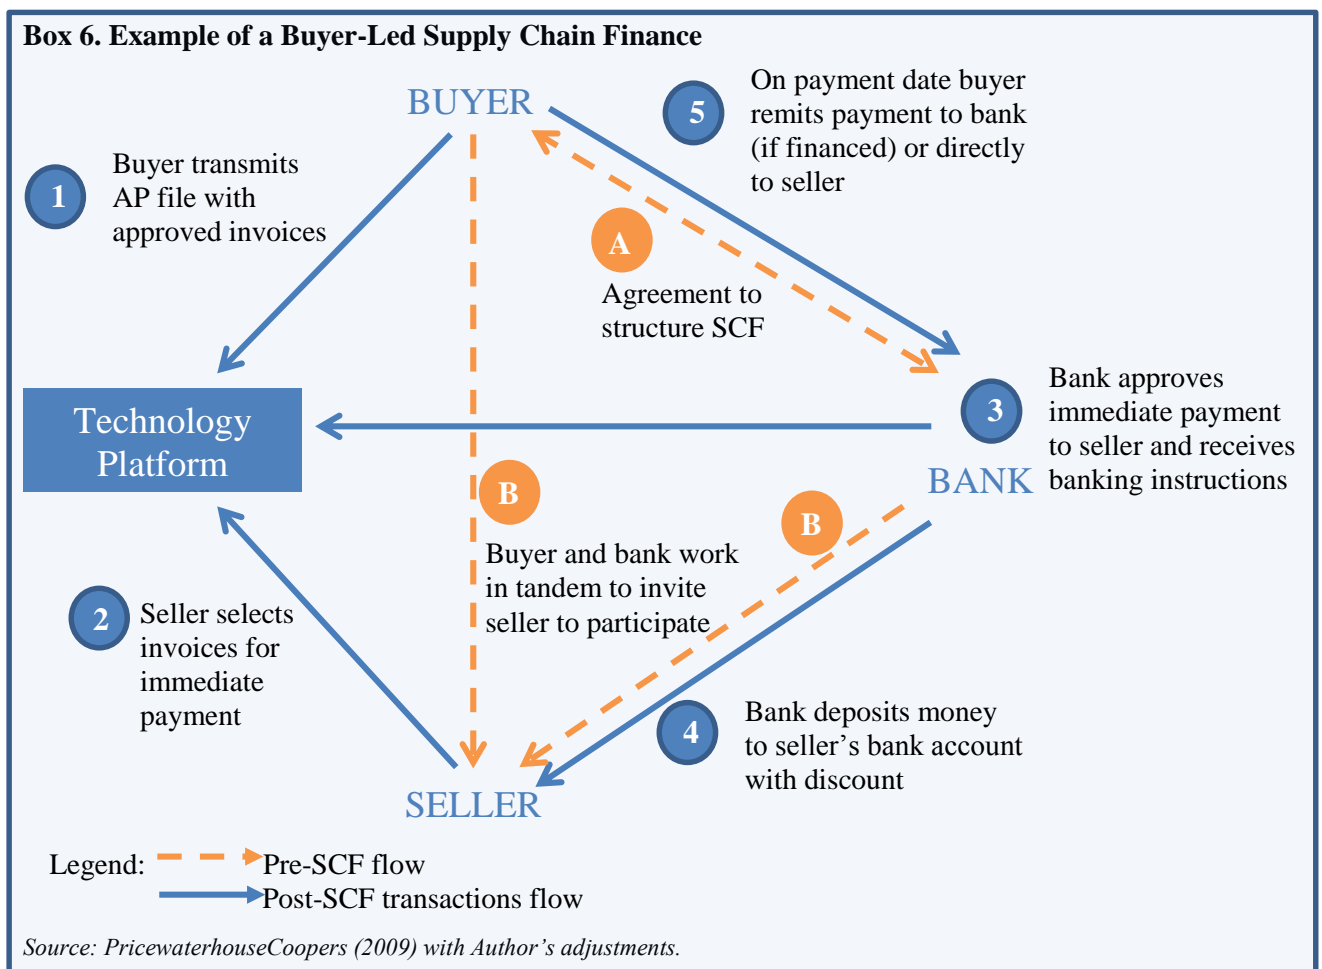 Box 6. Example of a Buyer-Led Supply Chain Finance
BUYER
5
On payment date buyer
remits payment to bank
(if financed) or directly
to seller
1
Buyer transmits
AP file with
approved invoices
A
Agreement to
structure SCF
Technology
Platform
3
Bank approves
immediate payment
to seller and receives
banking instructions
BANK
B
B
Buyer and bank work
in tandem to invite
seller to participate
2
Seller selects
invoices for
immediate
payment
4
Bank deposits money
to seller’s bank account
with discount
SELLER
Legend:
Pre-SCF flow
Post-SCF transactions flow
Source: PricewaterhouseCoopers (2009) with Author’s adjustments.